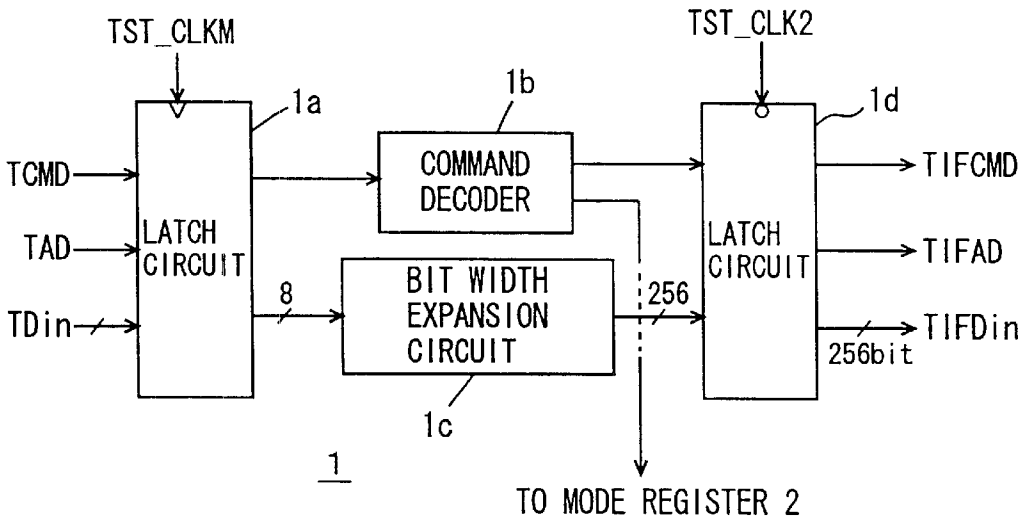 TST_CLKM
TST_CLK2
1a
1b
1d
TCMD
TAD
TDin
LATCH
CIRCUIT
COMMAND
DECODER
8
BIT WIDTH
EXPANSION
CIRCUIT
256
1c
LATCH
CIRCUIT
TIFCMD
TIFAD
TIFDin
256bit
1
TO MODE REGISTER 2